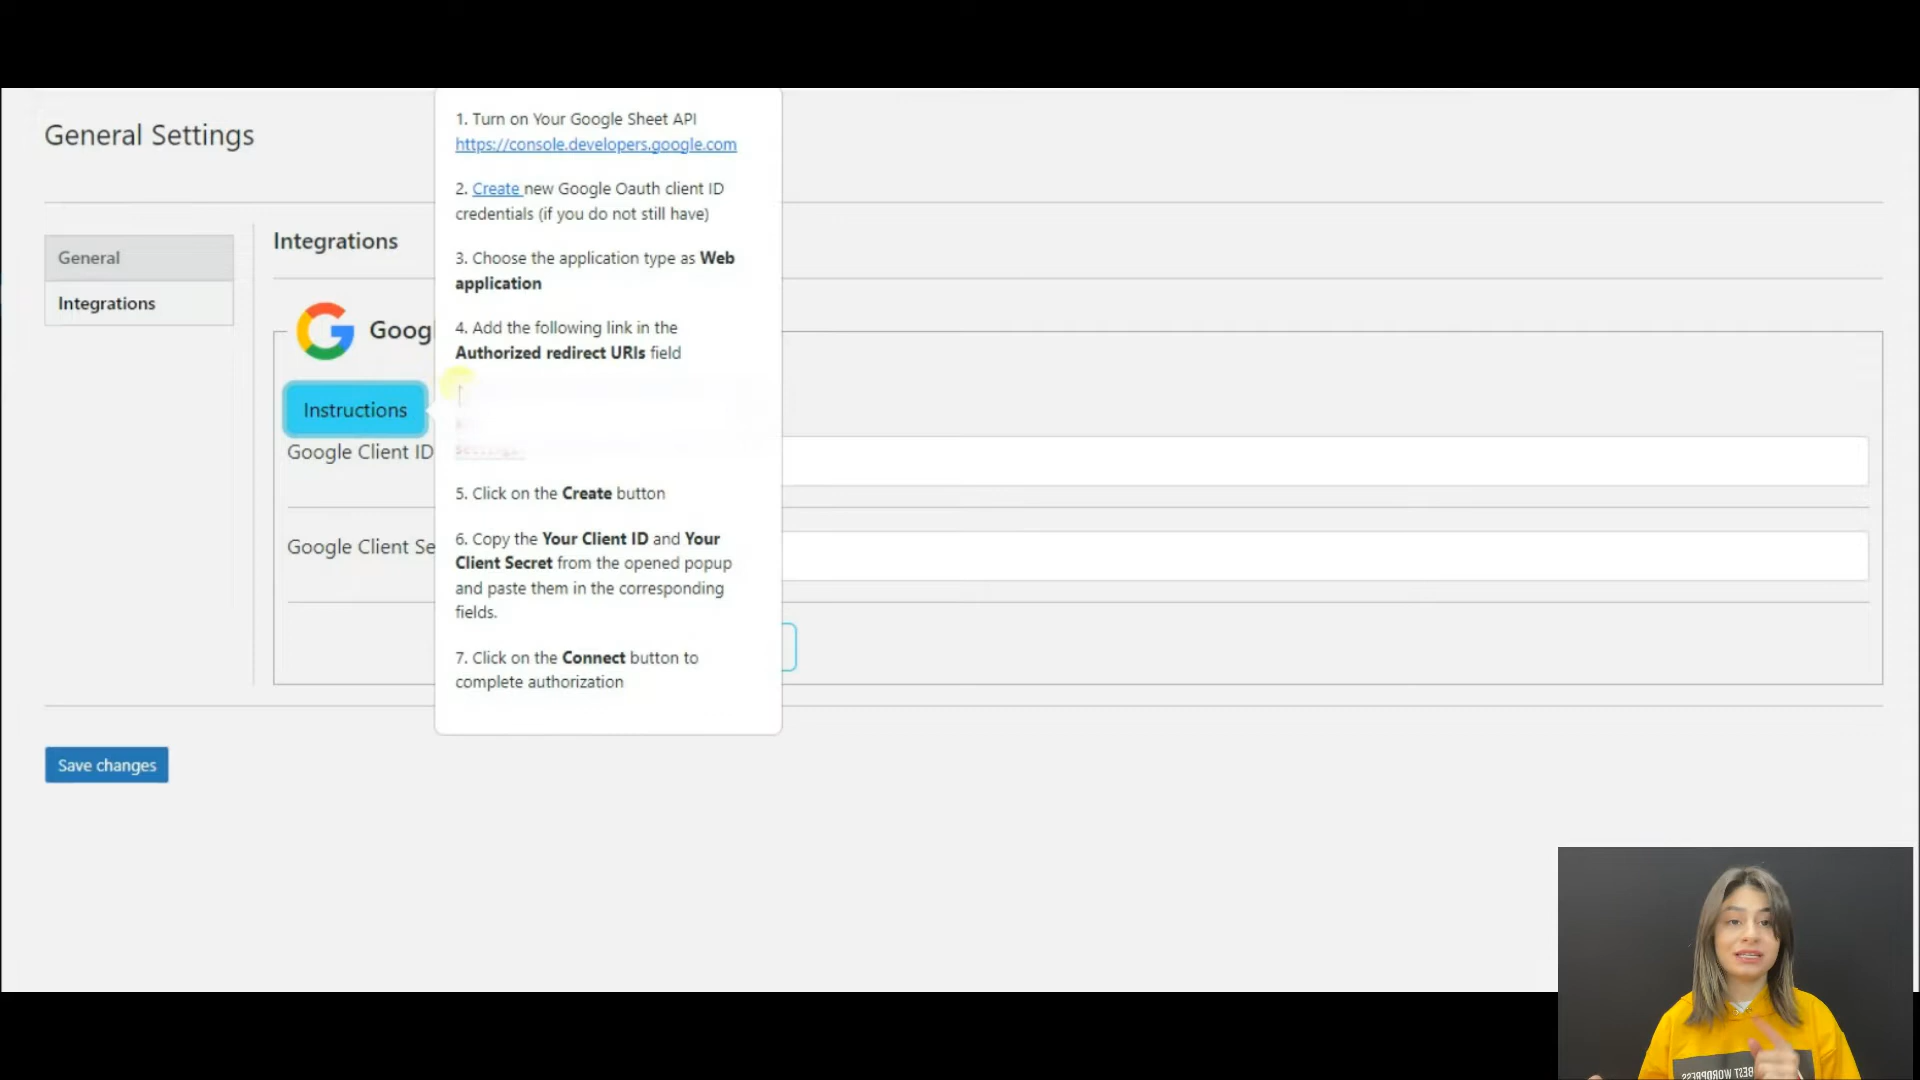 General Settings
General
Integrations
Integrations
Goog
Instructions
Google Client ID
Google Client Se
1. Turn on Your Google Sheet API
https://console.developers.google.com
2. Create new Google Oauth client ID
credentials (if you do not still have)
3. Choose the application type as Web
application
4. Add the following link in the
Authorized redirect URIs field
5. Click on the Create button
6. Copy the Your Client ID and Your
Client Secret from the opened popup
and paste them in the corresponding
fields.
7. Click on the Connect button to
complete authorization
Save changes
BEST WORDPRESS